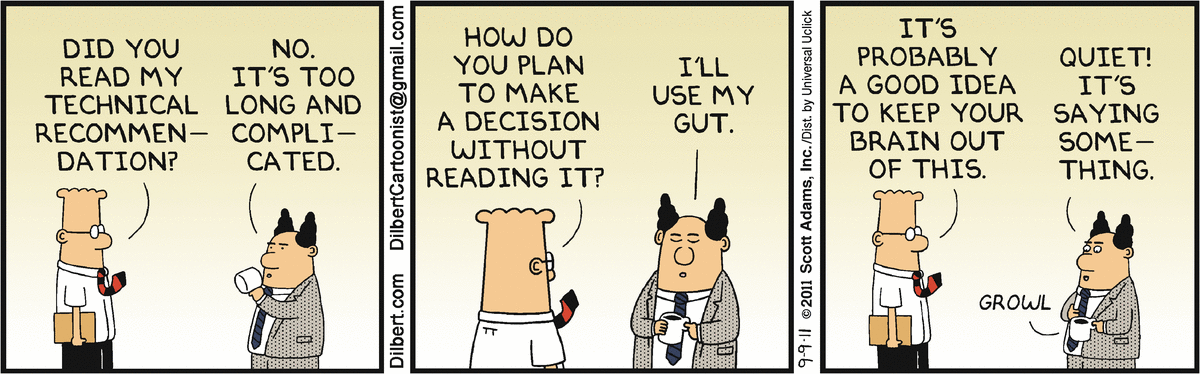 DID YOU
READ MY
TECHNICAL
RECOMMEN-
DATION?
NO.
IT'S TOO
LONG AND
COMPLI-
CATED.
Dilbert.com DilbertCartoonist@gmail.com
HOW DO
YOU PLAN
TO MAKE
A DECISION
WITHOUT
READING IT?
I'LL
USE MY
GUT.
9-9-11 ©2011 Scott Adams, Inc./Dist. by Universal Uclick
IT'S
PROBABLY
A GOOD IDEA
TO KEEP YOUR
BRAIN OUT
OF THIS.
QUIET!
IT'S
SAYING
SOME-
THING.
GROWL